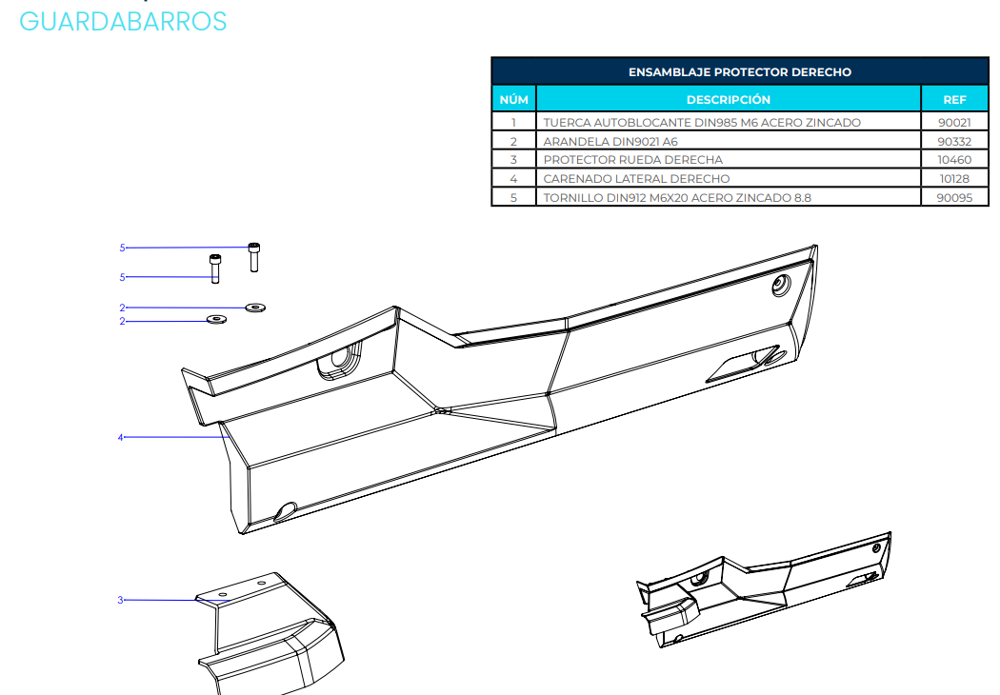 GUARDABARROS
ENSAMBLAJE PROTECTOR DERECHO
NÚM DESCRIPCIÓN REF
1 TUERCA AUTOBLOCANTE DIN985 M6 ACERO ZINCADO 90021
2 ARANDELA DIN9021 A6 90332
3 PROTECTOR RUEDA DERECHA 10460
4 CARENADO LATERAL DERECHO 10128
5 TORNILLO DIN912 M6X20 ACERO ZINCADO 8.8 90095
5
5
2
2
4
3